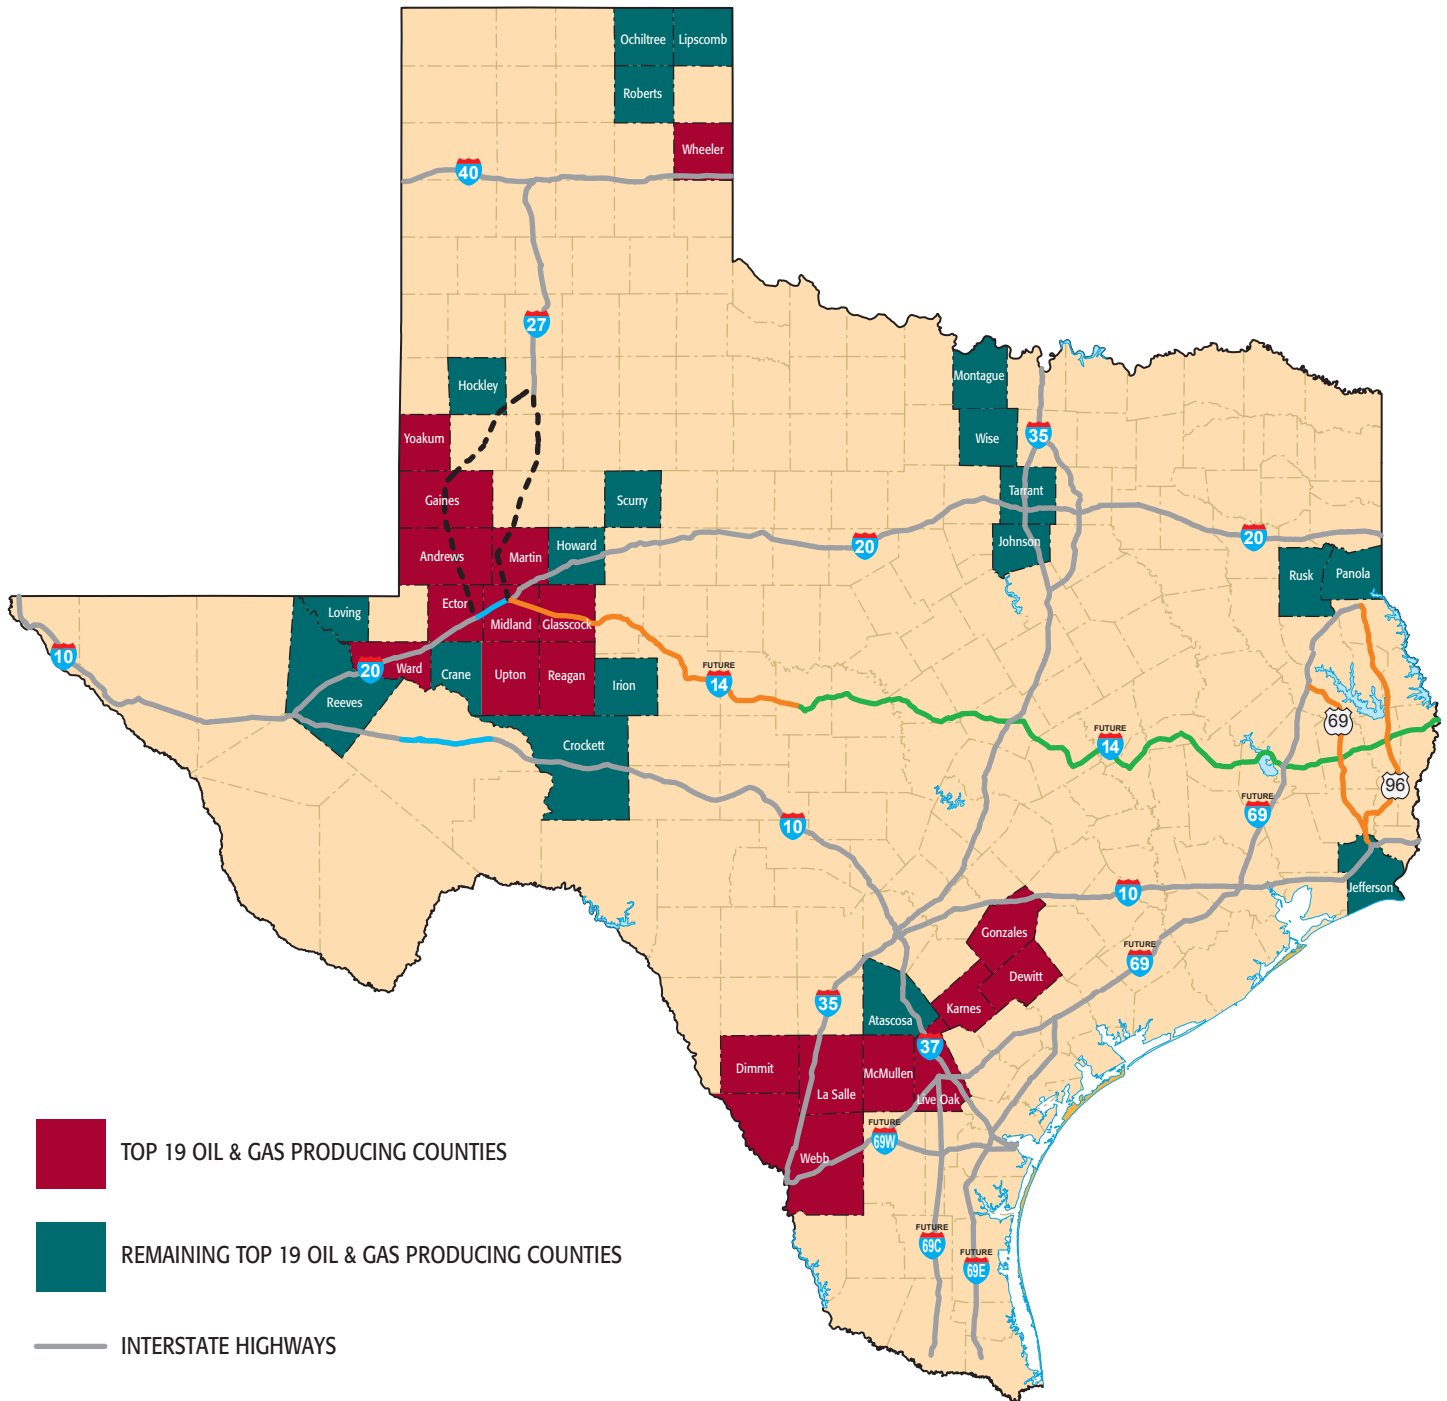 Ochiltree
Lipscomb
Roberts
Wheeler
40
27
Hockley
Montague
Yoakum
Wise
35
Gaines
Scurry
Tarrant
Andrews
Martin
Howard
20
Johnson
20
Rusk
Panola
Loving
Ector
Midland
Glasscock
10
20
Ward
Crane
Upton
Reagan
Irion
FUTURE
14
Reeves
69
Crockett
FUTURE
14
96
FUTURE
69
10
Jefferson
10
Gonzales
FUTURE
69
Dewitt
35
Karnes
Atascosa
37
Dimmit
McMullen
La Salle
Live Oak
FUTURE
69W
Webb
FUTURE
69C
FUTURE
69E
TOP 19 OIL & GAS PRODUCING COUNTIES
REMAINING TOP 19 OIL & GAS PRODUCING COUNTIES
INTERSTATE HIGHWAYS